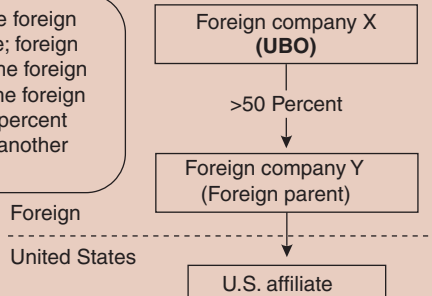 e foreign
e; foreign
he foreign
he foreign
percent
another
Foreign company X
(UBO)
>50 Percent
Foreign company Y
(Foreign parent)
Foreign
United States
U.S. affiliate